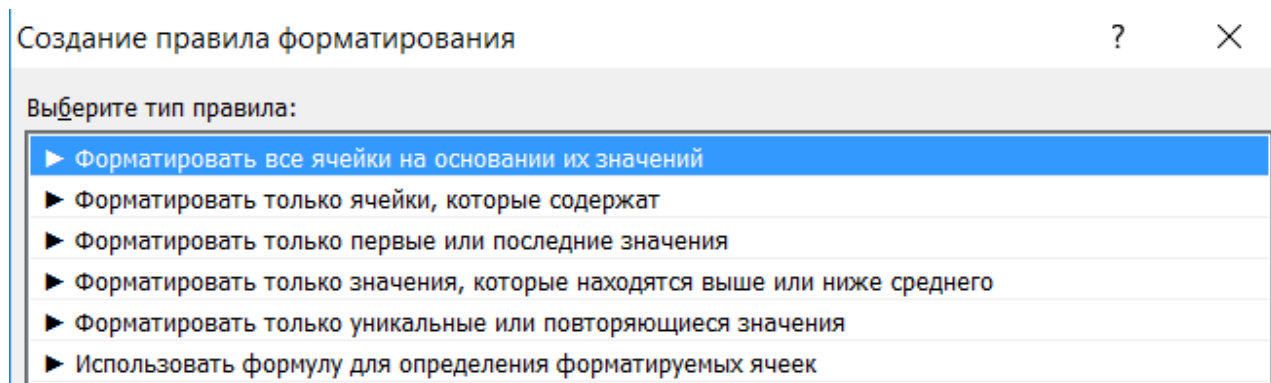 Создание правила форматирования ?
Выберите тип правила:
► Форматировать все ячейки на основании их значений
► Форматировать только ячейки, которые содержат
► Форматировать только первые или последние значения
► Форматировать только значения, которые находятся выше или ниже среднего
► Форматировать только уникальные или повторяющиеся значения
► Использовать формулу для определения форматируемых ячеек